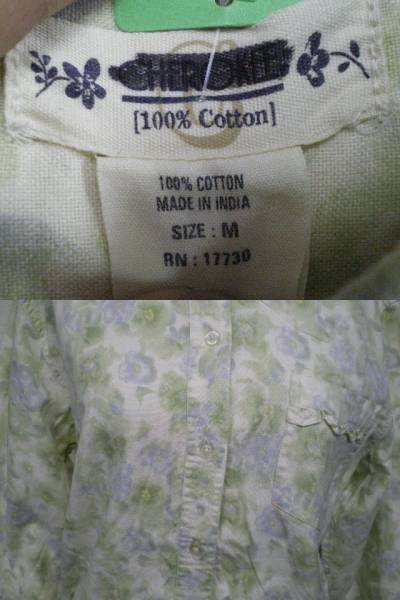 CHEROKEE
[100% Cotton]
100% COTTON
MADE IN INDIA
SIZE : M
RN : 17730